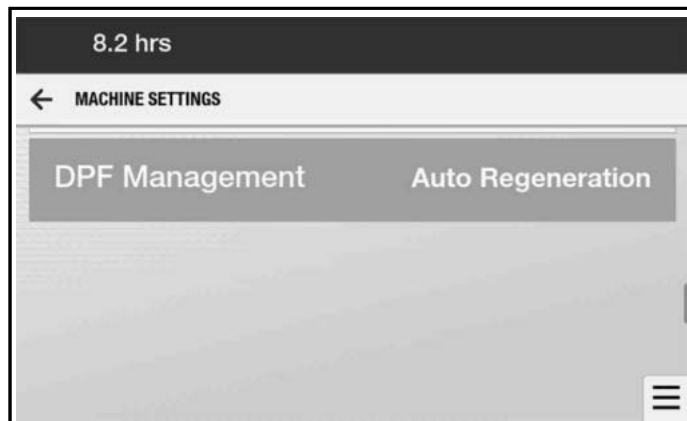 8.2 hrs
MACHINE SETTINGS
DPF Management Auto Regeneration